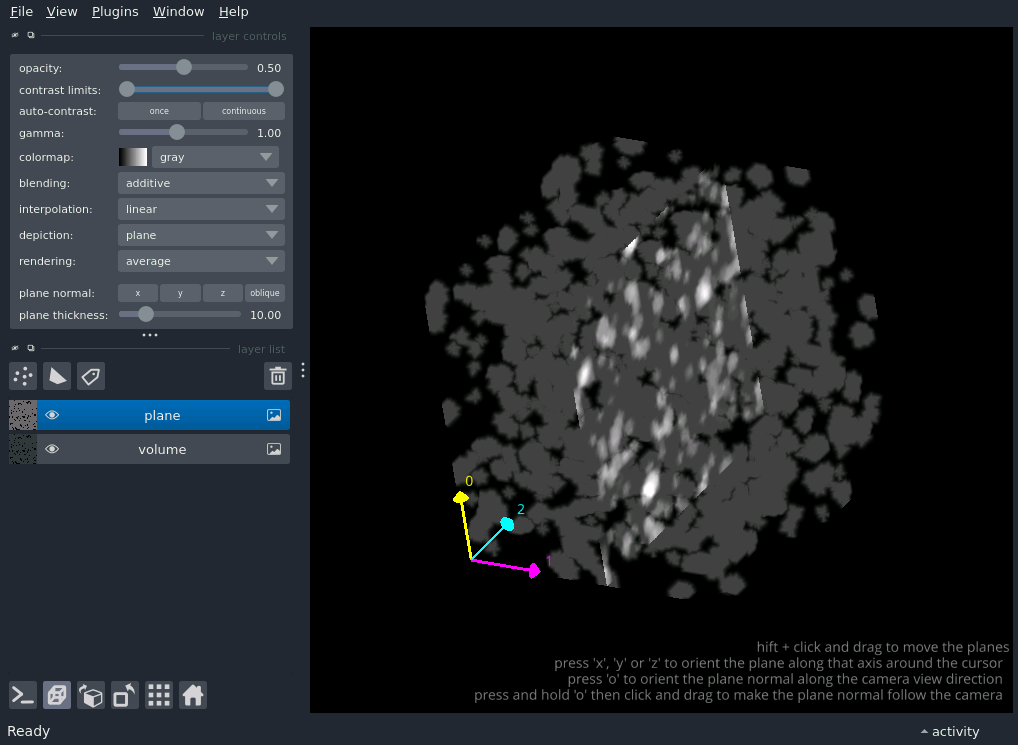 File View Plugins Window Help
layer controls
opacity: 0.50
contrast limits:
auto-contrast: once continuous
gamma: 1.00
colormap: gray
blending: additive
interpolation: linear
depiction: plane
rendering: average
plane normal: x y z oblique
plane thickness: 10.00
layer list
plane
volume
0
2
1
hift + click and drag to move the planes
press 'x', 'y' or 'z' to orient the plane along that axis around the cursor
press 'o' to orient the plane normal along the camera view direction
press and hold 'o' then click and drag to make the plane normal follow the camera
Ready
activity